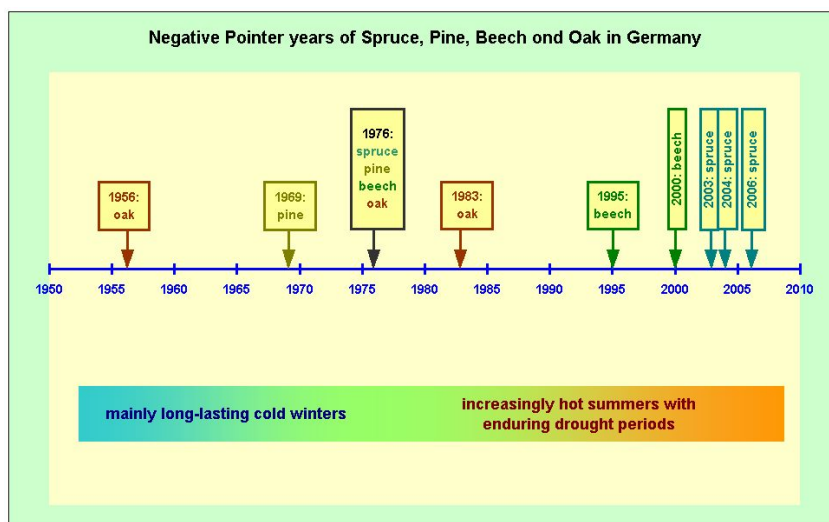 Negative Pointer years of Spruce, Pine, Beech ond Oak in Germany
1956:
oak
1969:
pine
1976:
spruce
pine
beech
oak
1983:
oak
1995:
beech
2000: beech
2003: spruce
2004: spruce
2006: spruce
1950 1955 1960 1965 1970 1975 1980 1985 1990 1995 2000 2005 2010
mainly long-lasting cold winters
increasingly hot summers with
enduring drought periods